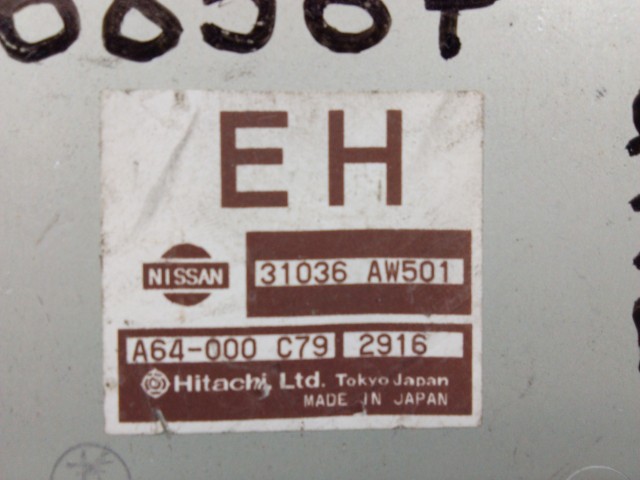 EH
NISSAN
31036 AW501
A64-000 C79 2916
Hitachi, Ltd. Tokyo Japan
MADE IN JAPAN